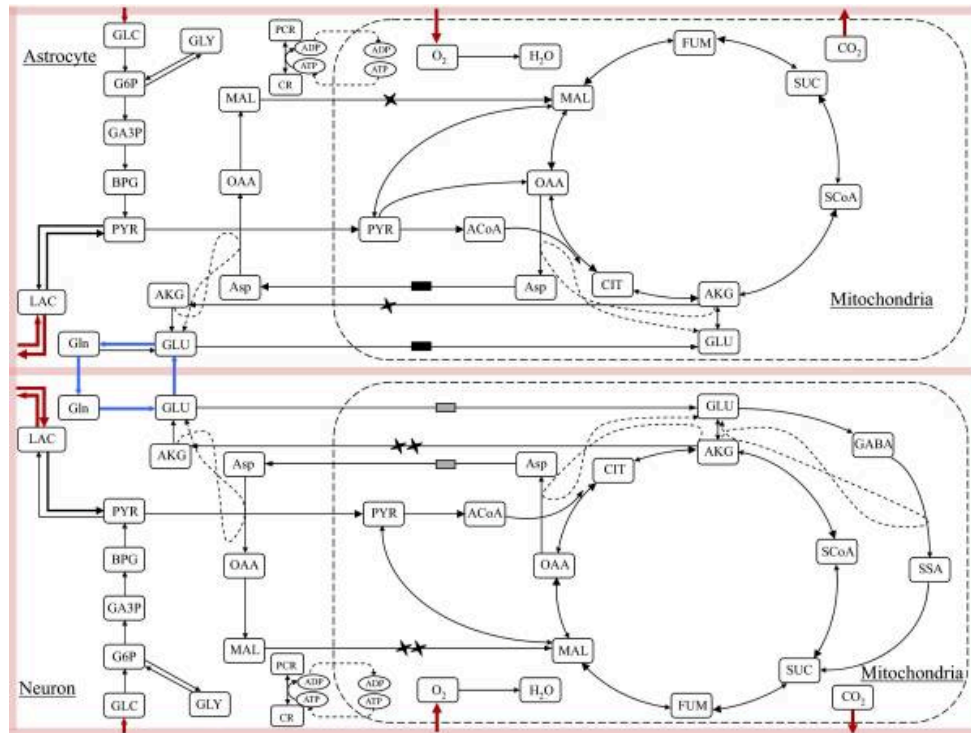 GLC
GLY
Astrocyte
G6P
GA3P
BPG
PYR
LAC
PCR
ADP
ATP
CR
ADP
ATP
O2
H2O
FUM
CO2
SUC
MAL
MAL
OAA
OAA
SCoA
PYR
ACoA
Asp
Asp
CIT
AKG
AKG
Mitochondria
Gln
GLU
GLU
Gln
GLU
GLU
GABA
LAC
AKG
Asp
Asp
CIT
AKG
PYR
PYR
ACoA
BPG
OAA
OAA
SCoA
SSA
GA3P
G6P
MAL
MAL
SUC
Mitochondria
Neuron
GLY
GLC
PCR
ADP
ATP
CR
ADP
ATP
O2
H2O
FUM
CO2